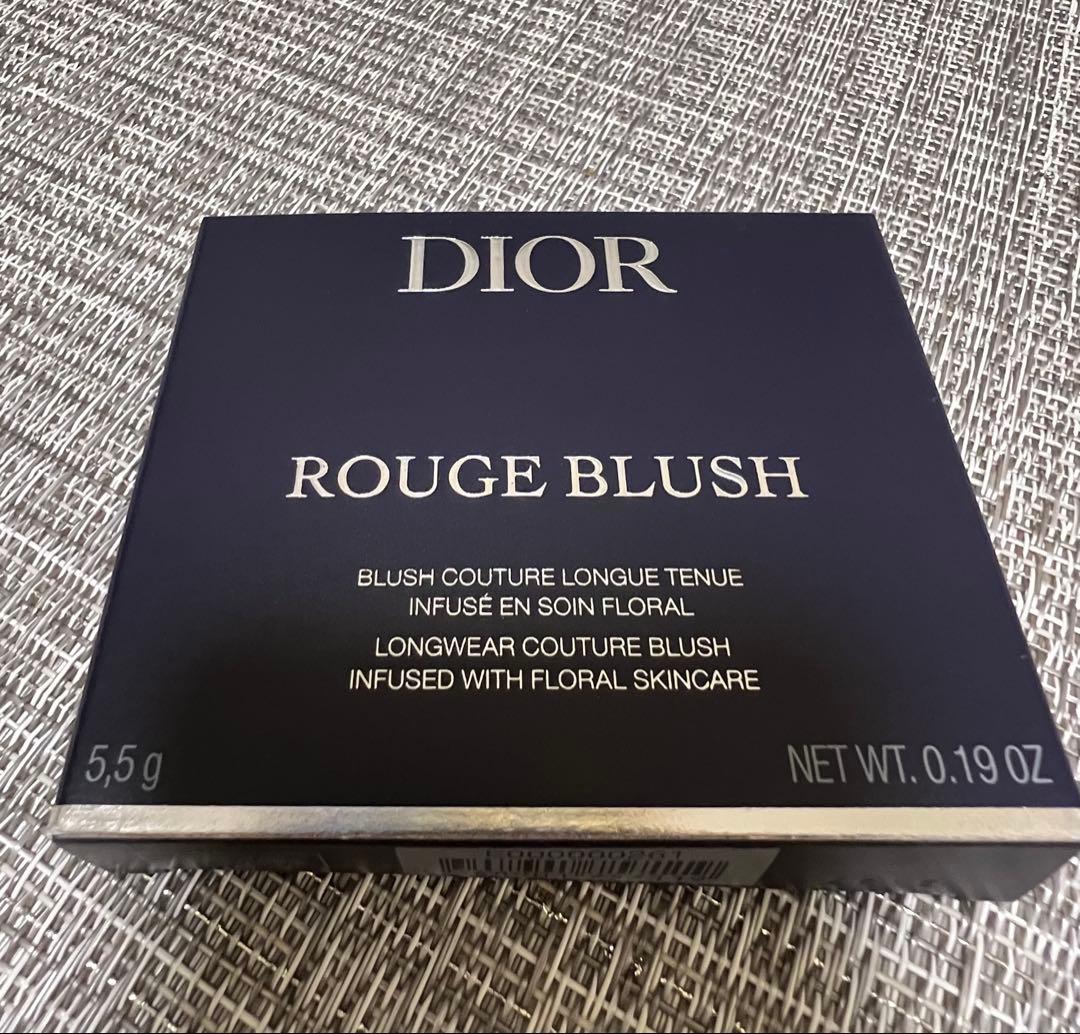 DIOR
ROUGE BLUSH
BLUSH COUTURE LONGUE TENUE
INFUSÉ EN SOIN FLORAL
LONGWEAR COUTURE BLUSH
INFUSED WITH FLORAL SKINCARE
5,5 g
NET WT. 0.19 OZ